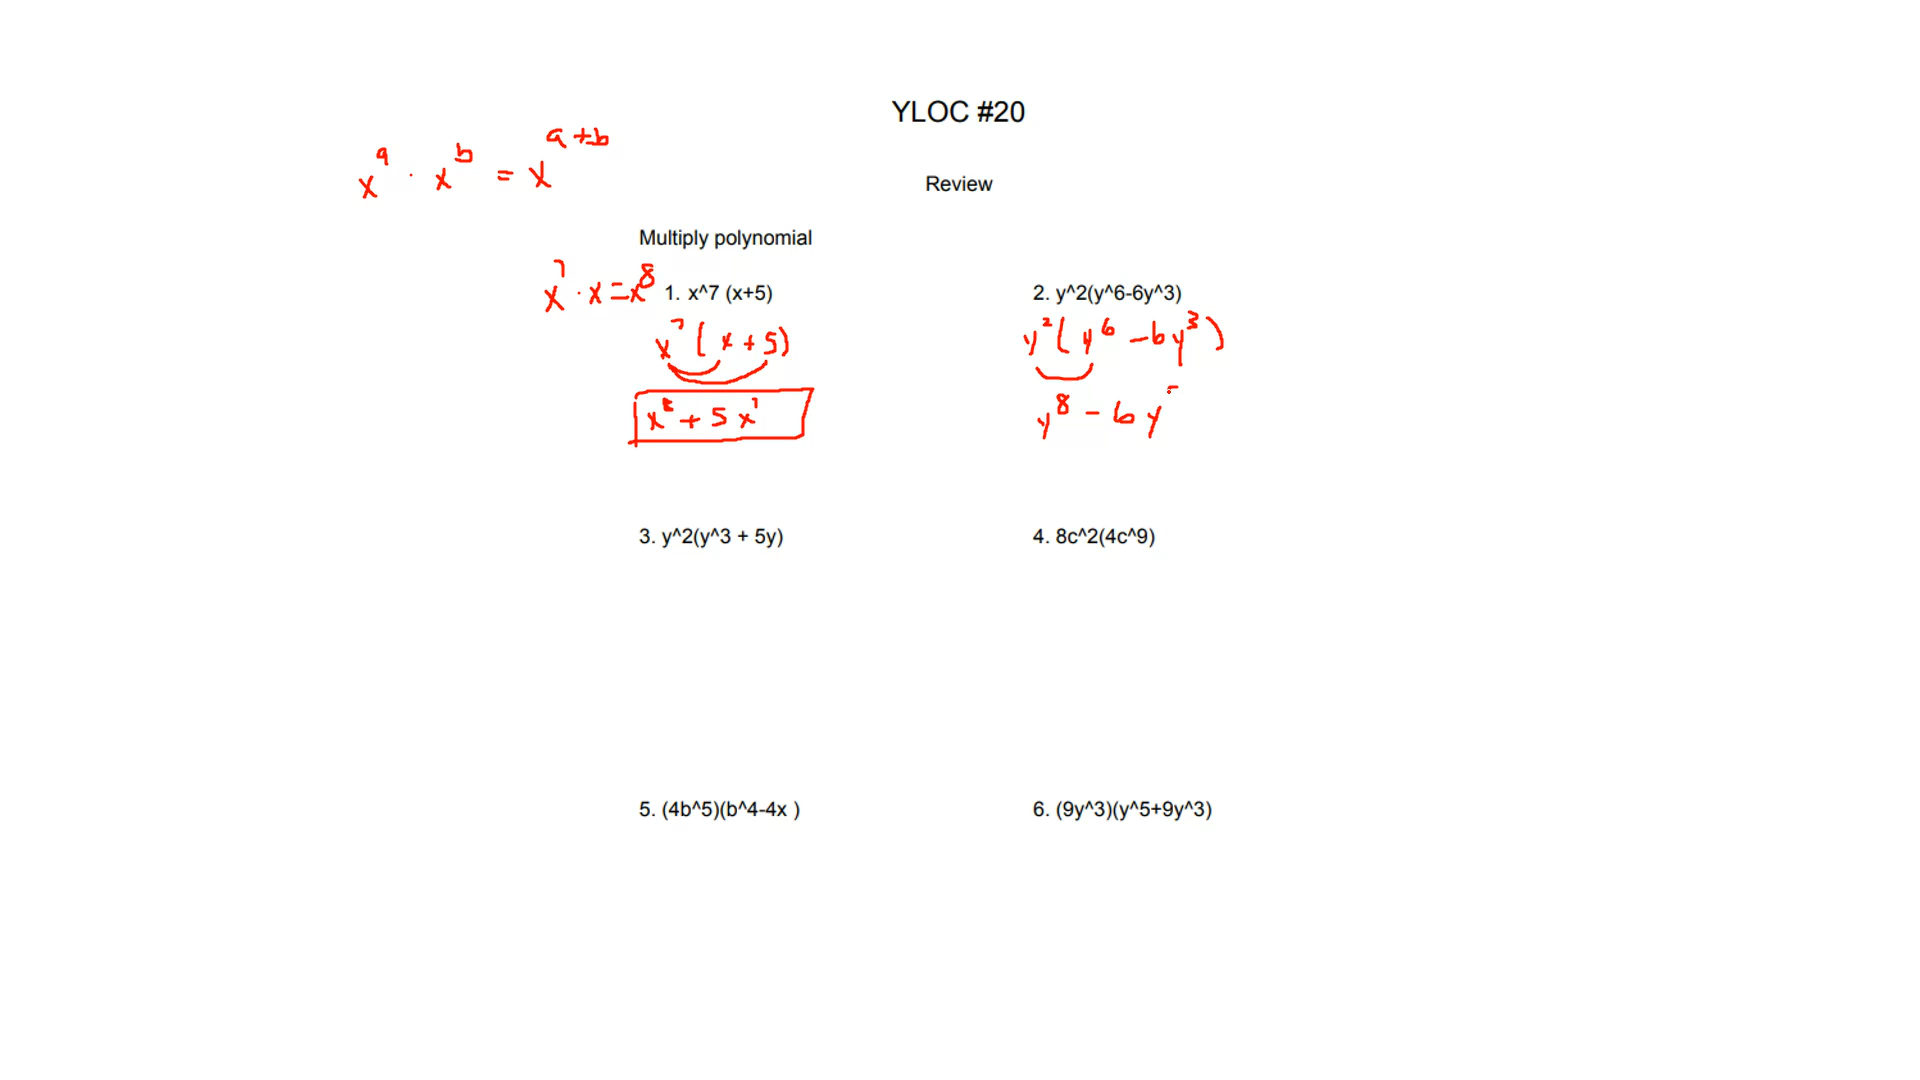 YLOC #20
x^a · x^b = x^a+b
Review
Multiply polynomial
x^7 · x = x^8
1. x^7 (x+5)
2. y^2(y^6-6y^3)
x^7 (x + 5)
y^2 (y^6 - 6y^3)
x^8 + 5x^7
y^8 - 6y
3. y^2(y^3 + 5y)
4. 8c^2(4c^9)
5. (4b^5)(b^4-4x )
6. (9y^3)(y^5+9y^3)